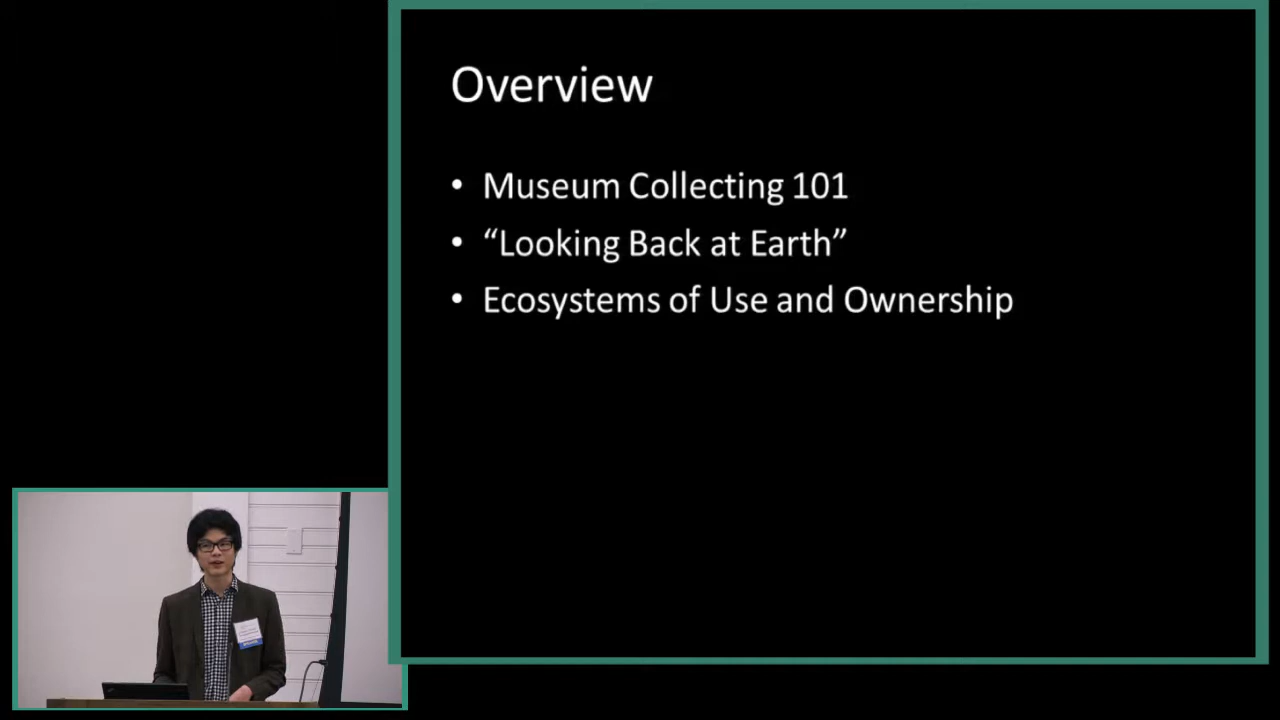 Overview
• Museum Collecting 101
• “Looking Back at Earth”
• Ecosystems of Use and Ownership